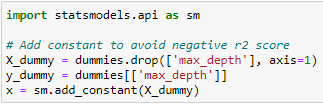 import statsmodels.api as sm
# Add constant to avoid negative r2 score
X_dummy = dummies.drop(['max_depth'], axis=1)
y_dummy = dummies[['max_depth']]
x = sm.add_constant(X_dummy)